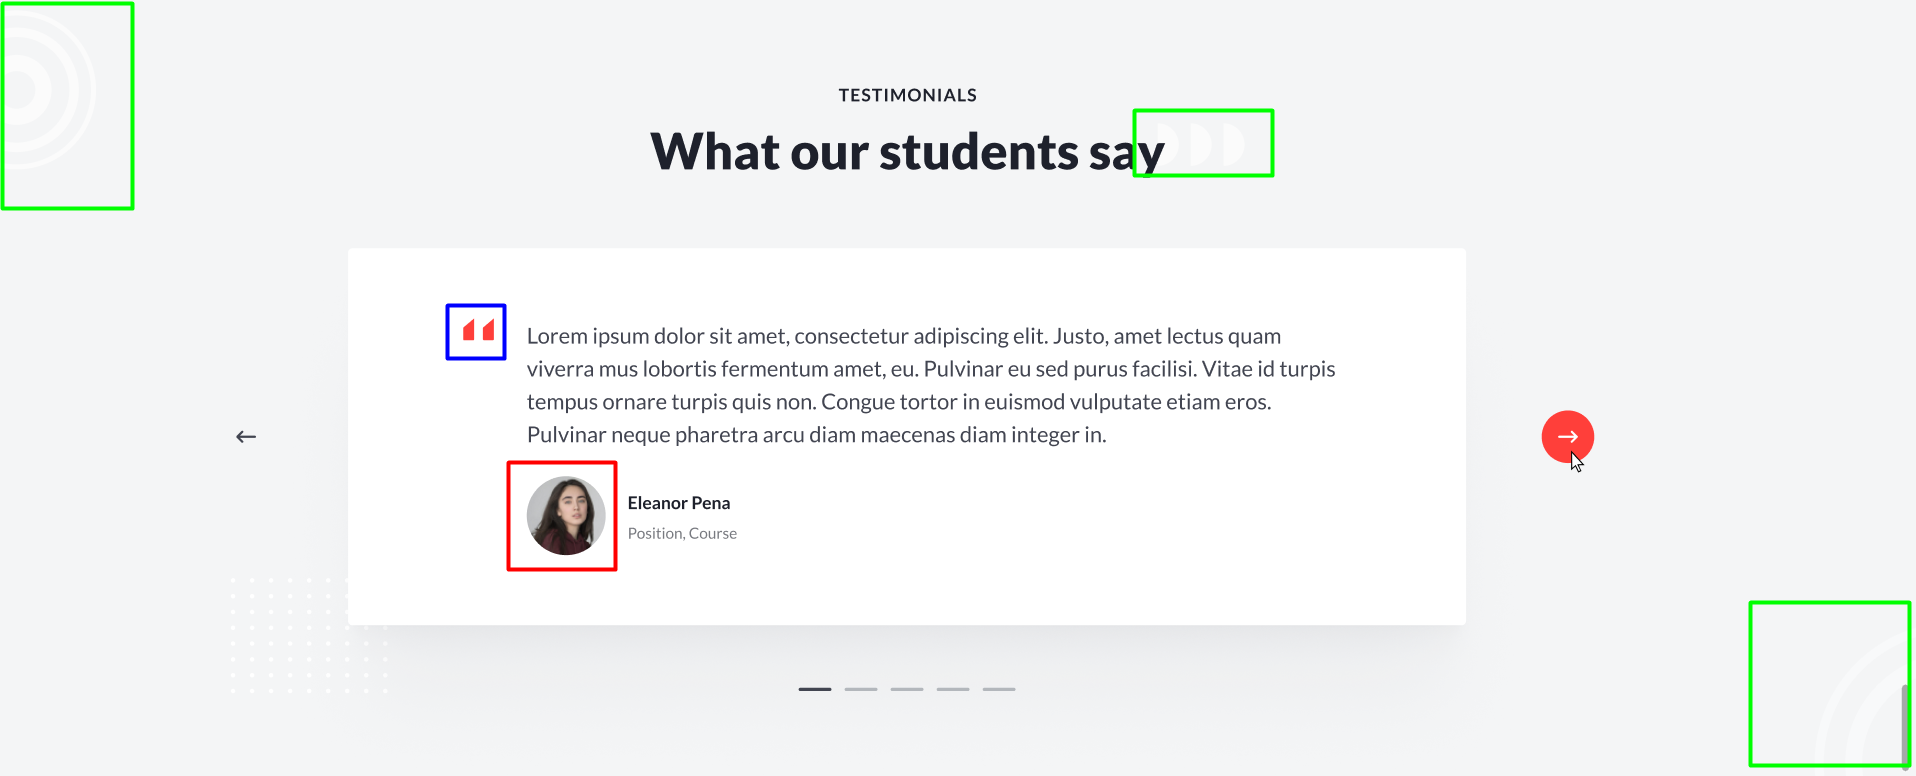 TESTIMONIALS
What our students say
Lorem ipsum dolor sit amet, consectetur adipiscing elit. Justo, amet lectus quam
viverra mus lobortis fermentum amet, eu. Pulvinar eu sed purus facilisi. Vitae id turpis
tempus ornare turpis quis non. Congue tortor in euismod vulputate etiam eros.
Pulvinar neque pharetra arcu diam maecenas diam integer in.
Eleanor Pena
Position, Course